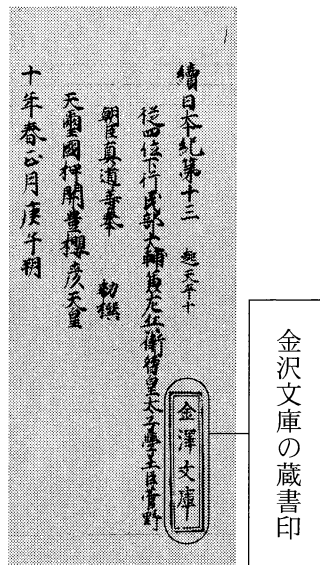 續日本紀第十三 起天平十
從四位下行民部大輔兼左兵衛督皇太子學士臣菅野
朝臣真道等奉 勅撰
天璽國押開豊櫻彦天皇
十年春正月庚午朔
金澤文庫
金沢文庫の蔵書印